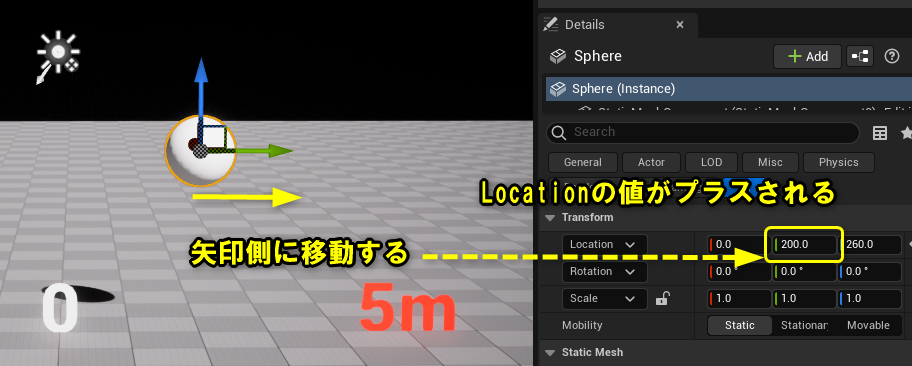 Details
Sphere
Add
Sphere (Instance)
Search
General
Actor
LOD
Misc
Physics
Locationの値がプラスされる
Transform
Location
0.0
200.0
260.0
矢印側に移動する
Rotation
0.0 °
0.0 °
0.0 °
Scale
1.0
1.0
1.0
0
5m
Mobility
Static
Stationar
Movable
Static Mesh